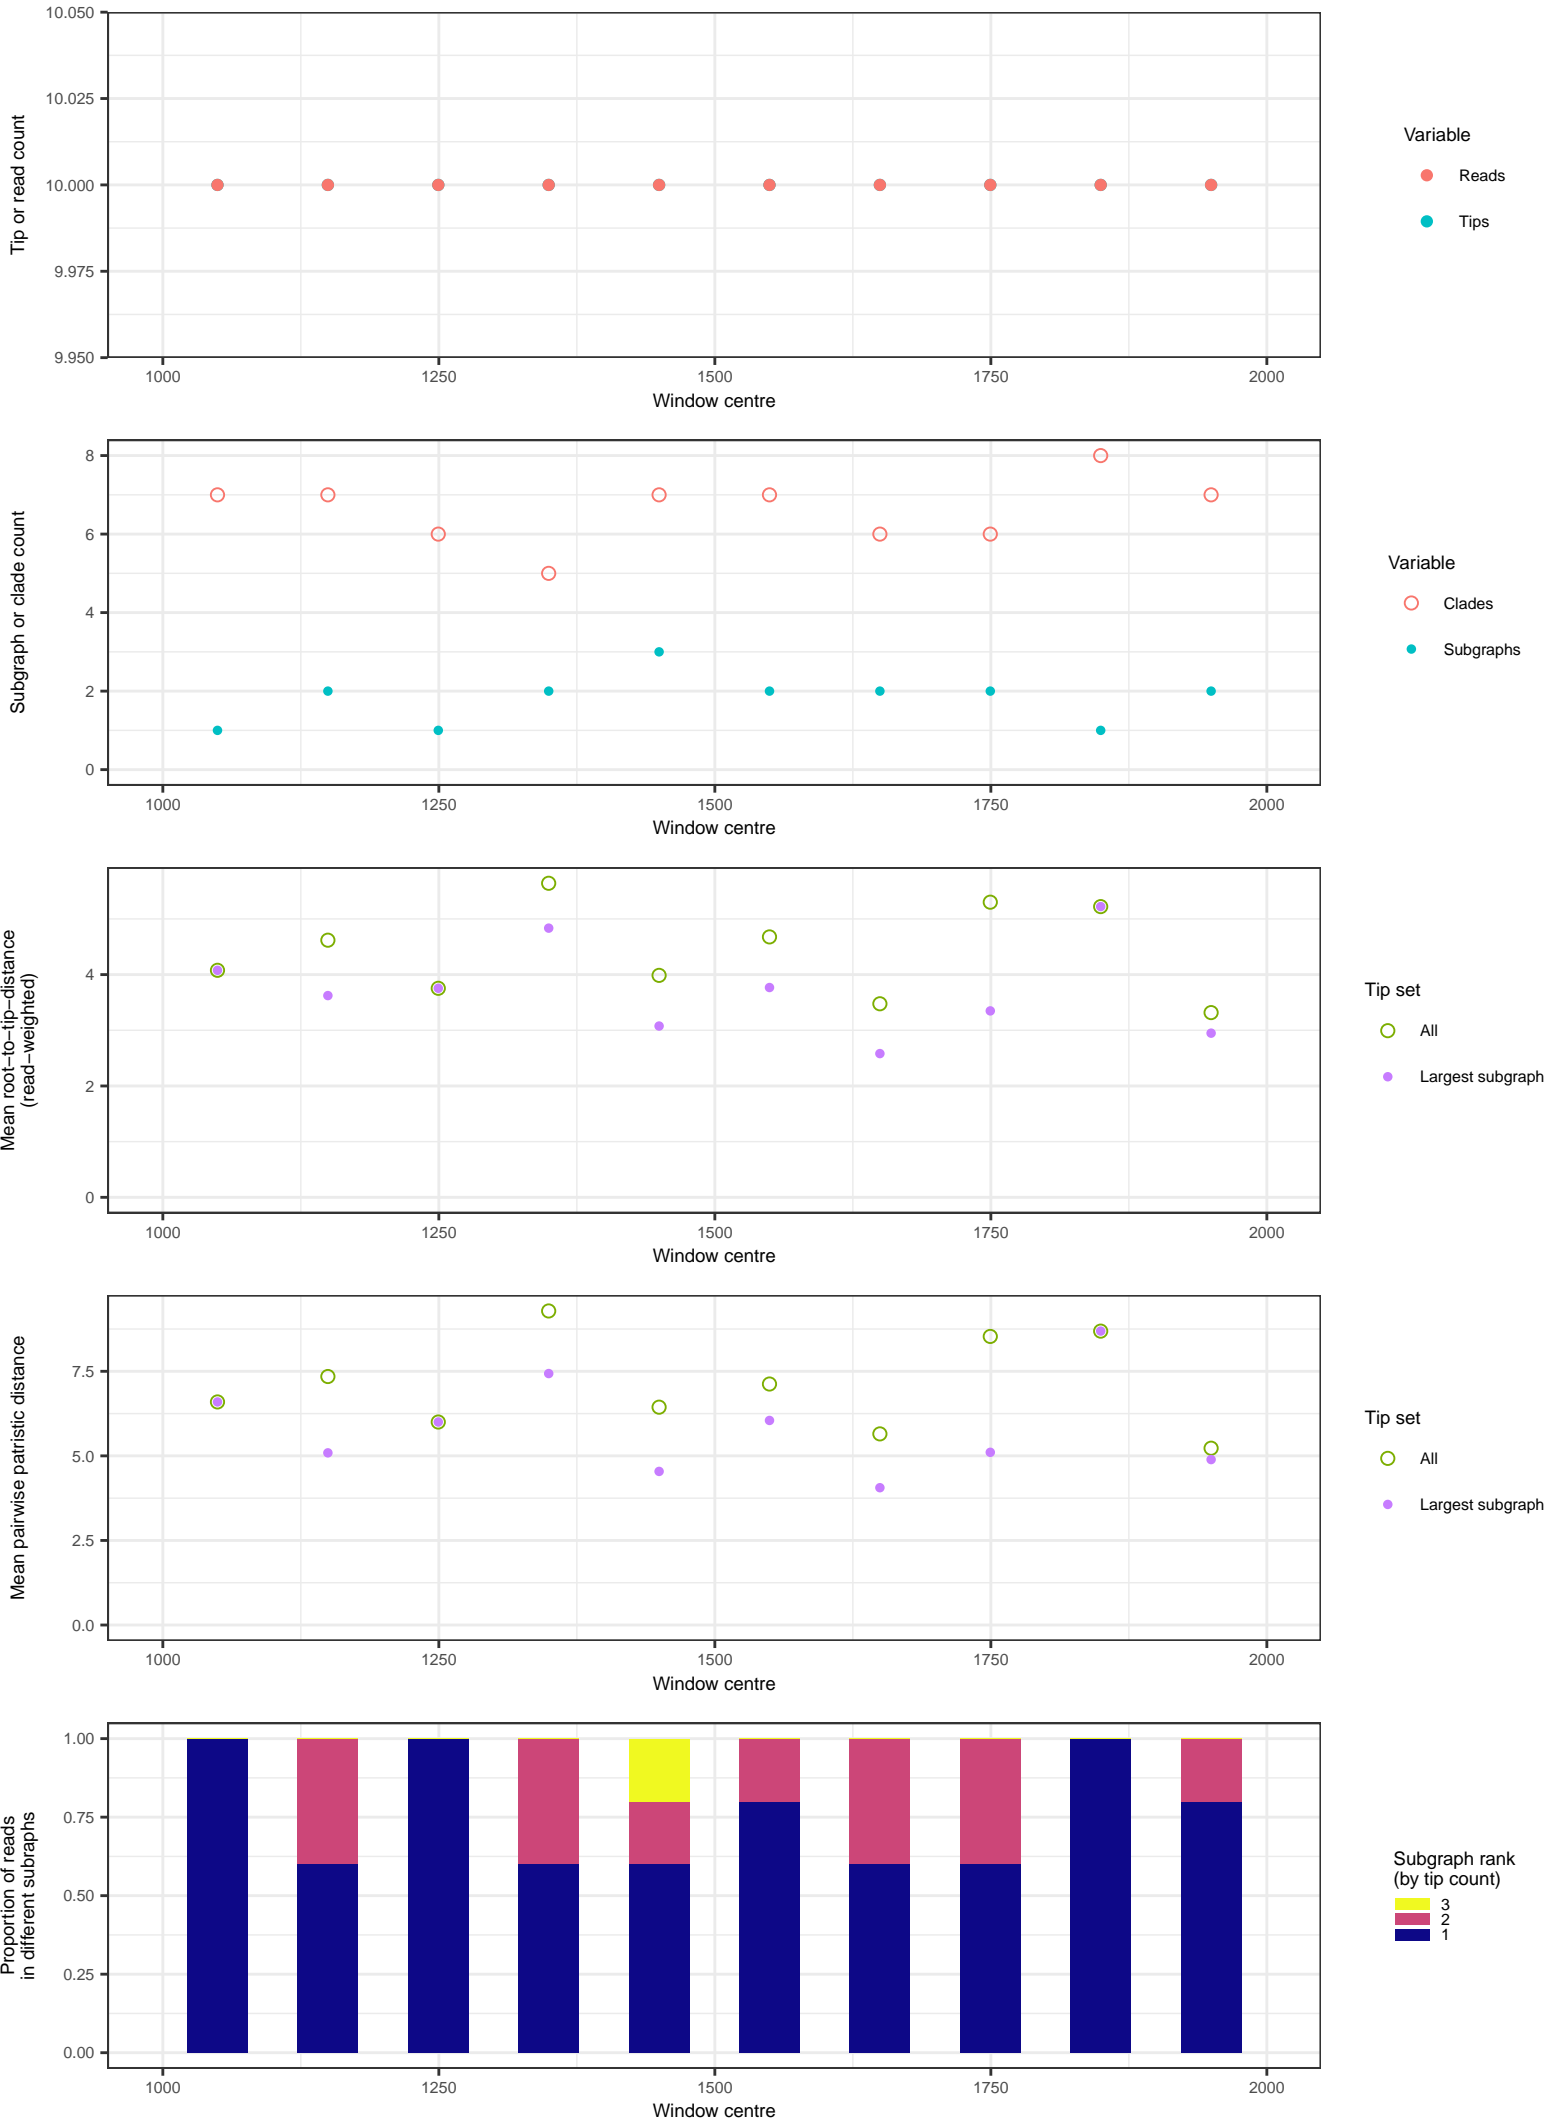 10.050
10.025
10.000
9.975
9.950
Tip or read count
1000 1250 1500 1750 2000
Window centre
Variable
Reads
Tips
8
6
4
2
0
Subgraph or clade count
1000 1250 1500 1750 2000
Window centre
Variable
Clades
Subgraphs
4
2
0
Mean root−to−tip−distance
(read−weighted)
1000 1250 1500 1750 2000
Window centre
Tip set
All
Largest subgraph
7.5
5.0
2.5
0.0
Mean pairwise patristic distance
1000 1250 1500 1750 2000
Window centre
Tip set
All
Largest subgraph
1.00
0.75
0.50
0.25
0.00
Proportion of reads
in different subraphs
1000 1250 1500 1750 2000
Window centre
Subgraph rank
(by tip count)
3
2
1